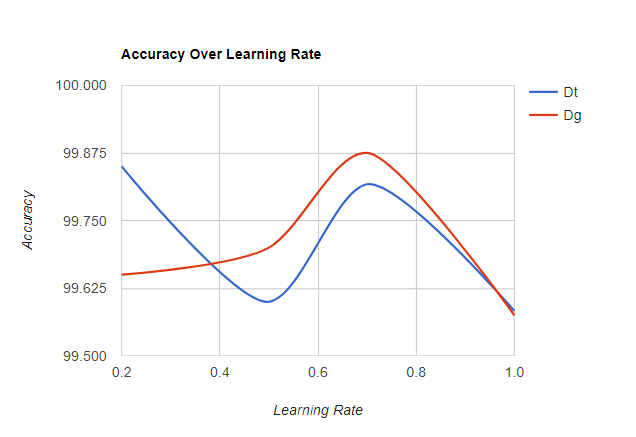 Accuracy Over Learning Rate
100.000
99.875
99.750
99.625
99.500
Accuracy
0.2 0.4 0.6 0.8 1.0
Learning Rate
Dt
Dg